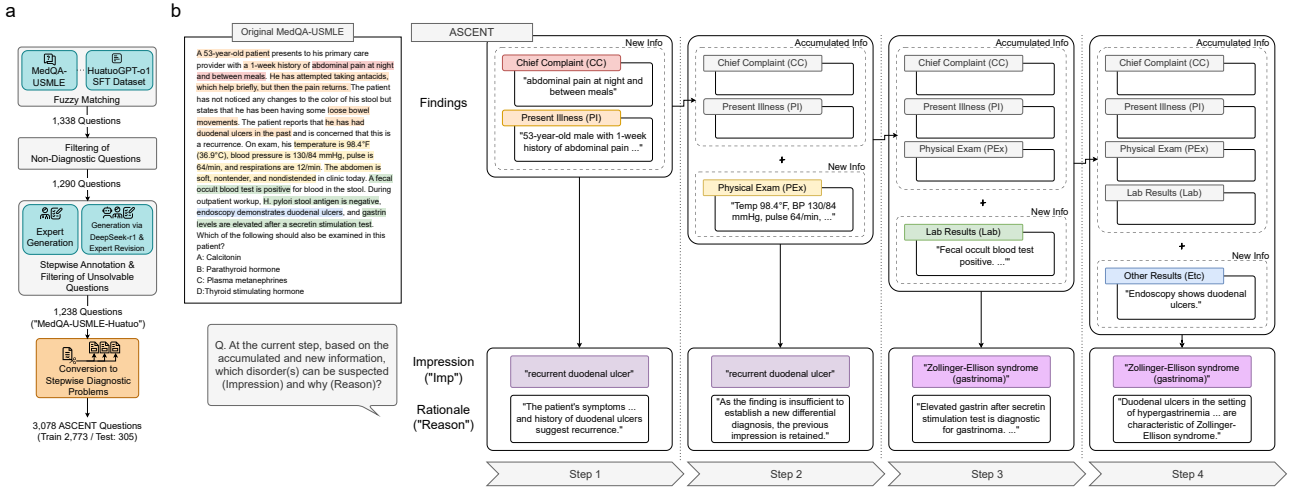 a
MedQA-
USMLE
HuatuoGPT-o1
SFT Dataset
Fuzzy Matching
1,338 Questions
Filtering of
Non-Diagnostic Questions
1,290 Questions
Expert
Generation
Generation via
DeepSeek-r1 &
Expert Revision
Stepwise Annotation &
Filtering of Unsolvable
Questions
1,238 Questions
("MedQA-USMLE-Huatuo")
Conversion to
Stepwise Diagnostic
Problems
3,078 ASCENT Questions
(Train 2,773 / Test: 305)
b
Original MedQA-USMLE
A 53-year-old patient presents to his primary care
provider with a 1-week history of abdominal pain at night
and between meals. He has attempted taking antacids,
which help briefly, but then the pain returns. The patient
has not noticed any changes to the color of his stool but
states that he has been having some loose bowel
movements. The patient reports that he has had
duodenal ulcers in the past and is concerned that this is
a recurrence. On exam, his temperature is 98.4°F
(36.9°C), blood pressure is 130/84 mmHg, pulse is
64/min, and respirations are 12/min. The abdomen is
soft, nontender, and nondistended in clinic today. A fecal
occult blood test is positive for blood in the stool. During
outpatient workup, H. pylori stool antigen is negative,
endoscopy demonstrates duodenal ulcers, and gastrin
levels are elevated after a secretin stimulation test.
Which of the following should also be examined in this
patient?
A: Calcitonin
B: Parathyroid hormone
C: Plasma metanephrines
D:Thyroid stimulating hormone
Q. At the current step, based on the
accumulated and new information,
which disorder(s) can be suspected
(Impression) and why (Reason)?
ASCENT
Findings
Impression
("Imp")
Rationale
("Reason")
New Info
Chief Complaint (CC)
"abdominal pain at night and
between meals"
Present Illness (PI)
"53-year-old male with 1-week
history of abdominal pain ..."
"recurrent duodenal ulcer"
"The patient's symptoms ...
and history of duodenal ulcers
suggest recurrence."
Step 1
Accumulated Info
Chief Complaint (CC)
Present Illness (PI)
+
New Info
Physical Exam (PEx)
"Temp 98.4°F, BP 130/84
mmHg, pulse 64/min, ..."
"recurrent duodenal ulcer"
"As the finding is insufficient to
establish a new differential
diagnosis, the previous
impression is retained."
Step 2
Accumulated Info
Chief Complaint (CC)
Present Illness (PI)
Physical Exam (PEx)
+
New Info
Lab Results (Lab)
"Fecal occult blood test
positive. ..."
"Zollinger-Ellison syndrome
(gastrinoma)"
"Elevated gastrin after secretin
stimulation test is diagnostic
for gastrinoma. ..."
Step 3
Accumulated Info
Chief Complaint (CC)
Present Illness (PI)
Physical Exam (PEx)
Lab Results (Lab)
+
New Info
Other Results (Etc)
"Endoscopy shows duodenal
ulcers."
"Zollinger-Ellison syndrome
(gastrinoma)"
"Duodenal ulcers in the setting
of hypergastrinemia ... are
characteristic of Zollinger-
Ellison syndrome."
Step 4